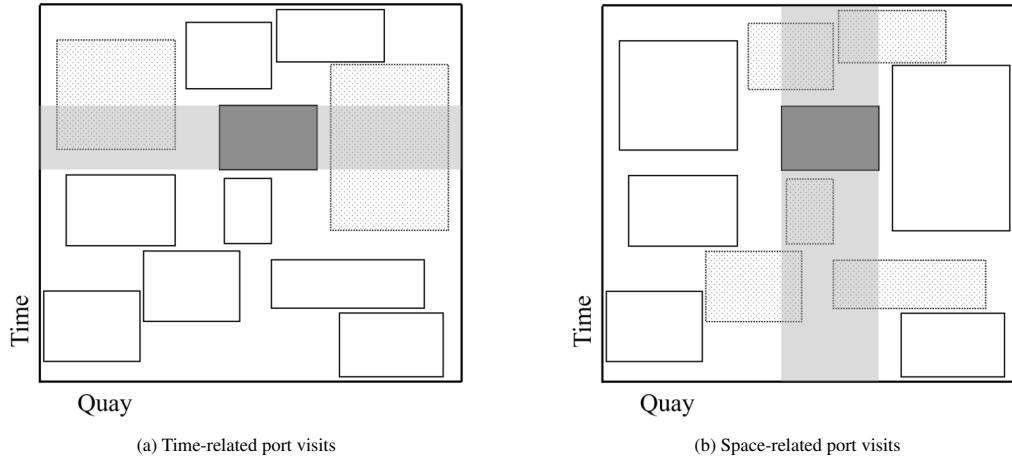 Time
Quay
(a) Time-related port visits
Time
Quay
(b) Space-related port visits